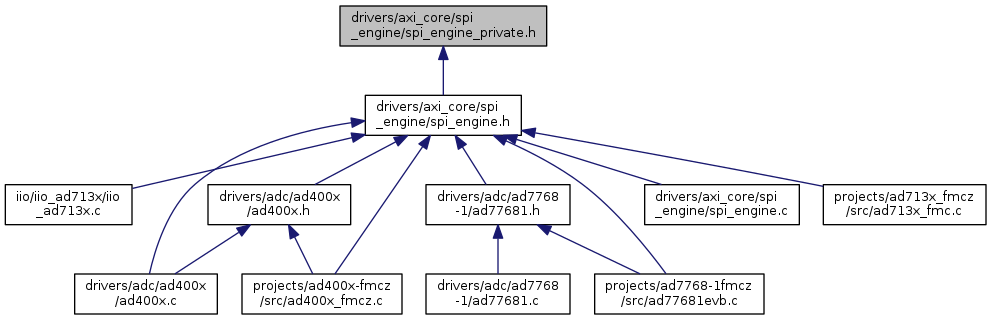 drivers/axi_core/spi
_engine/spi_engine_private.h
drivers/axi_core/spi
_engine/spi_engine.h
iio/iio_ad713x/iio
_ad713x.c
drivers/adc/ad400x
/ad400x.h
drivers/adc/ad7768
-1/ad77681.h
drivers/axi_core/spi
_engine/spi_engine.c
projects/ad713x_fmcz
/src/ad713x_fmc.c
drivers/adc/ad400x
/ad400x.c
projects/ad400x-fmcz
/src/ad400x_fmcz.c
drivers/adc/ad7768
-1/ad77681.c
projects/ad7768-1fmcz
/src/ad77681evb.c